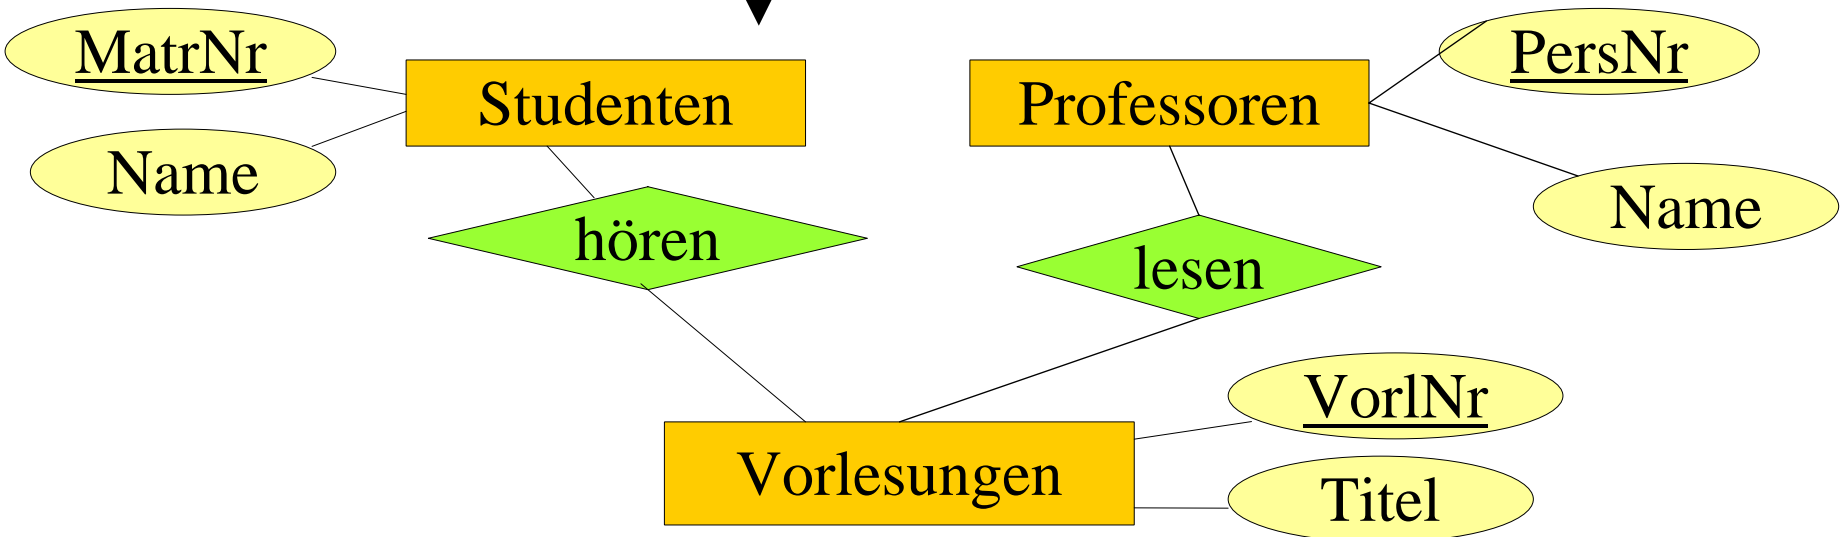 MatrNr
PersNr
Studenten
Professoren
Name
Name
hören
lesen
VorlNr
Vorlesungen
Titel